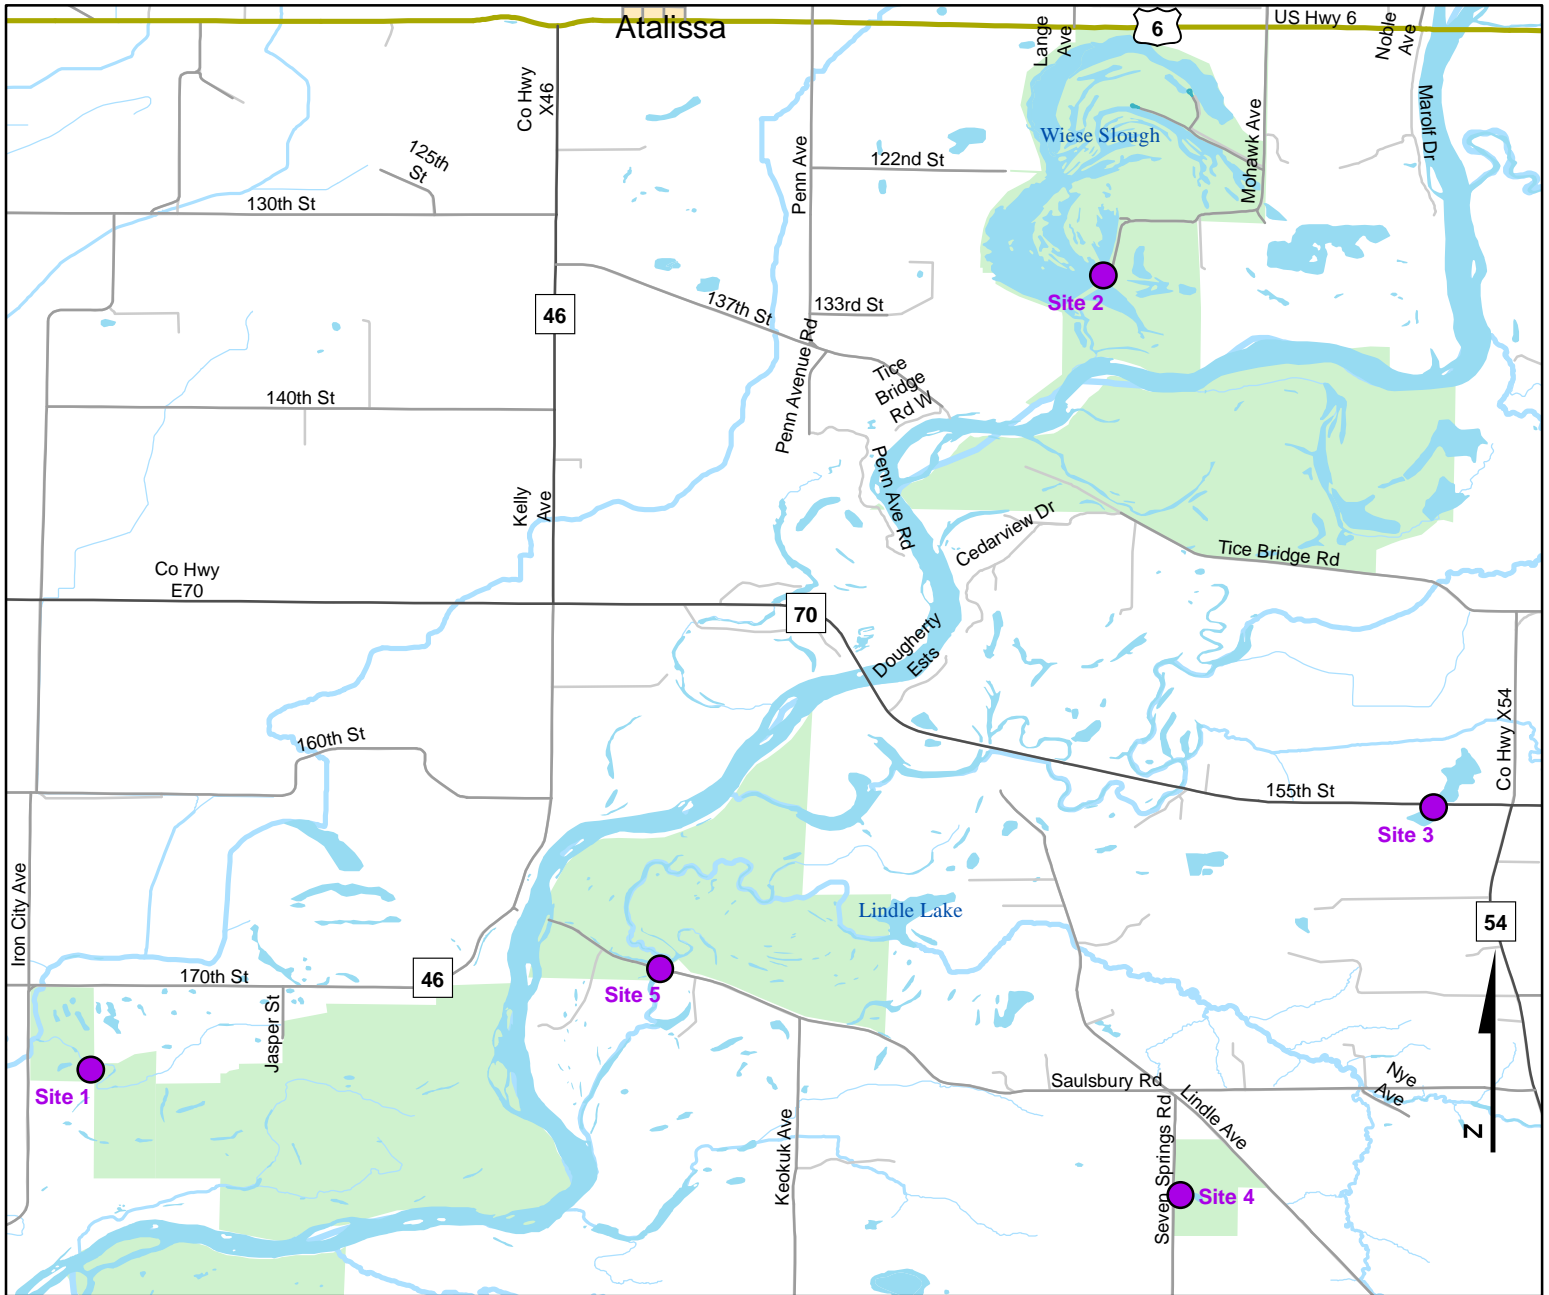 Atalissa
US Hwy 6
6
Lange
Ave
Noble
Ave
Co Hwy
X46
Marolf Dr
Mohawk Ave
Wiese Slough
125th
St
Penn Ave
122nd St
130th St
Site 2
137th St
133rd St
46
Penn Avenue Rd
Tice
Bridge
Rd W
140th St
Penn Ave Rd
Kelly
Ave
Cedarview Dr
Tice Bridge Rd
Co Hwy
E70
70
Dougherty
Ests
Co Hwy X54
160th St
155th St
Site 3
Iron City Ave
Lindle Lake
54
170th St
46
Site 5
Jasper St
Site 1
Saulsbury Rd
Nye
Ave
Lindle Ave
Keokuk Ave
Seven Springs Rd
Site 4
N